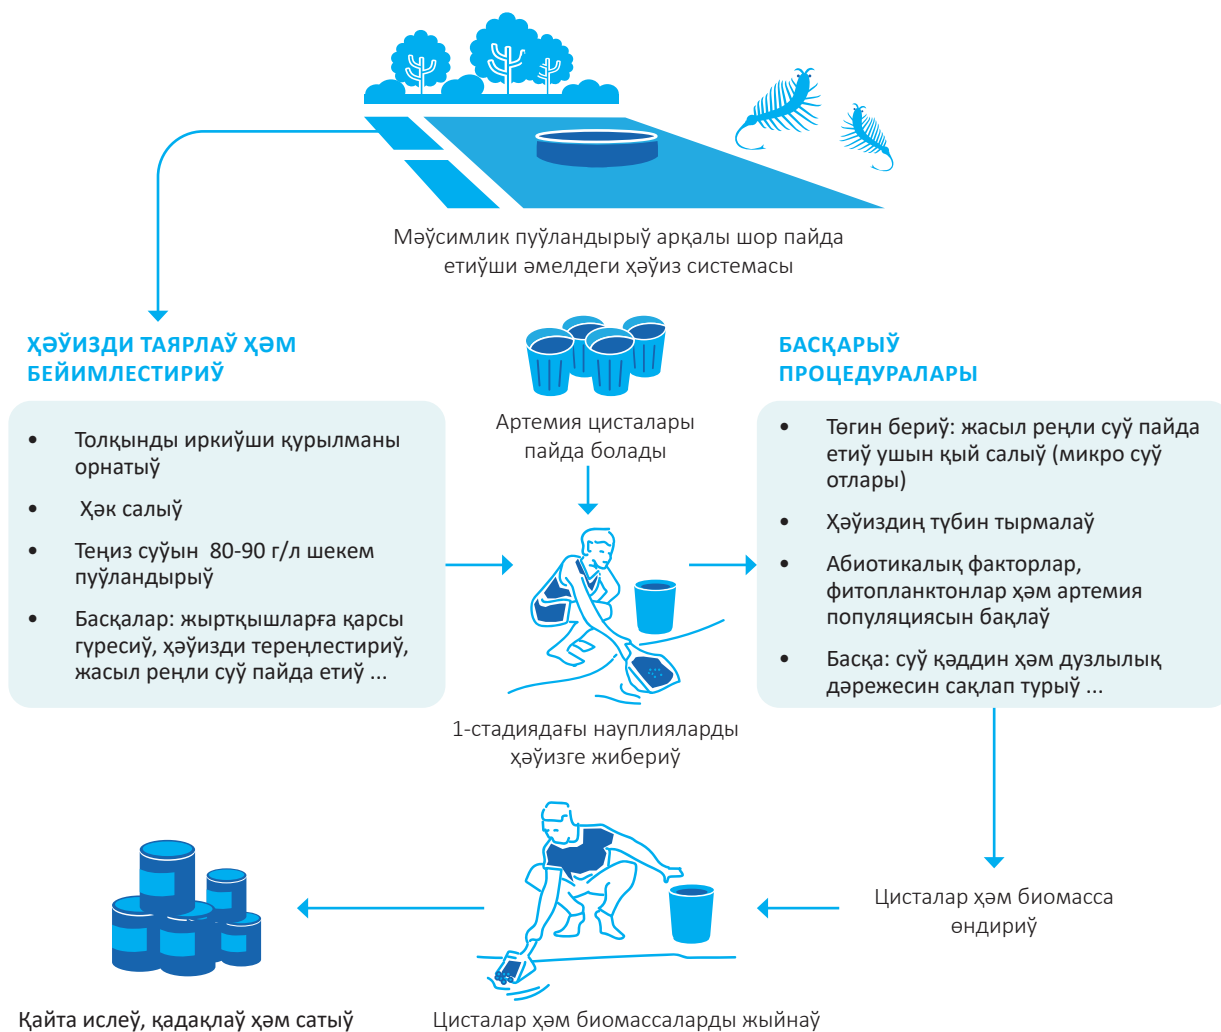 Мәўсимлик пуўландырыў арқалы шор пайда
етиўши әмелдеги ҳәўиз системасы
ҲӘЎИЗДИ ТАЯРЛАЎ ҲӘМ
БЕЙИМЛЕСТИРИЎ
• Толқынды иркиўши қурылманы
орнатыў
• Ҳәк салыў
• Теңиз суўын 80-90 г/л шекем
пуўландырыў
• Басқалар: жыртқышларға қарсы
гүресиў, ҳәўизди тереңлестириў,
жасыл реңли суў пайда етиў ...
Артемия цисталары
пайда болады
1-стадиядағы науплияларды
ҳәўизге жибериў
БАСҚАРЫЎ
ПРОЦЕДУРАЛАРЫ
• Төгин бериў: жасыл реңли суў пайда
етиў ушын қый салыў (микро суў
отлары)
• Ҳәўиздиң түбин тырмалаў
• Абиотикалық факторлар,
фитопланктонлар ҳәм артемия
популяциясын бақлаў
• Басқа: суў қәддин ҳәм дузлылық
дәрежесин сақлап турыў ...
Цисталар ҳәм биомасса
өндириў
Цисталар ҳәм биомассаларды жыйнаў
Қайта ислеў, қадақлаў ҳәм сатыў